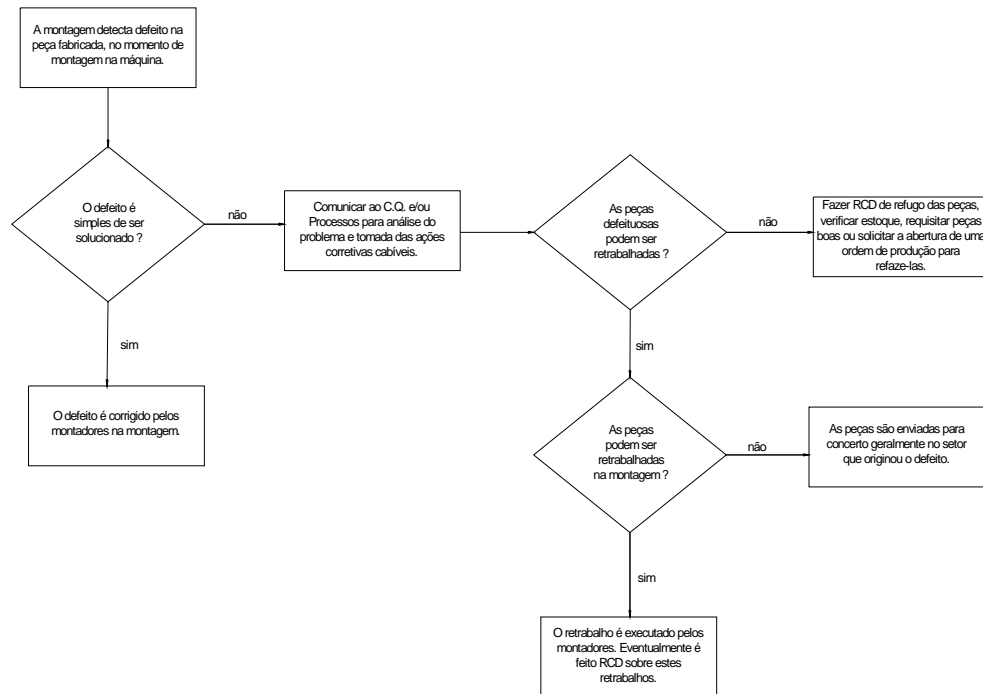 A montagem detecta defeito na
peça fabricada, no momento de
montagem na máquina.
O defeito é
simples de ser
solucionado ?
não
Comunicar ao C.Q. e/ou
Processos para análise do
problema e tomada das ações
corretivas cabíveis.
As peças
defeituosas
podem ser
retrabalhadas ?
não
Fazer RCD de refugo das peças,
verificar estoque, requisitar peças
boas ou solicitar a abertura de uma
ordem de produção para
refaze-las.
sim
O defeito é corrigido pelos
montadores na montagem.
sim
As peças
podem ser
retrabalhadas
na montagem ?
não
As peças são enviadas para
concerto geralmente no setor
que originou o defeito.
sim
O retrabalho é executado pelos
montadores. Eventualmente é
feito RCD sobre estes
retrabalhos.